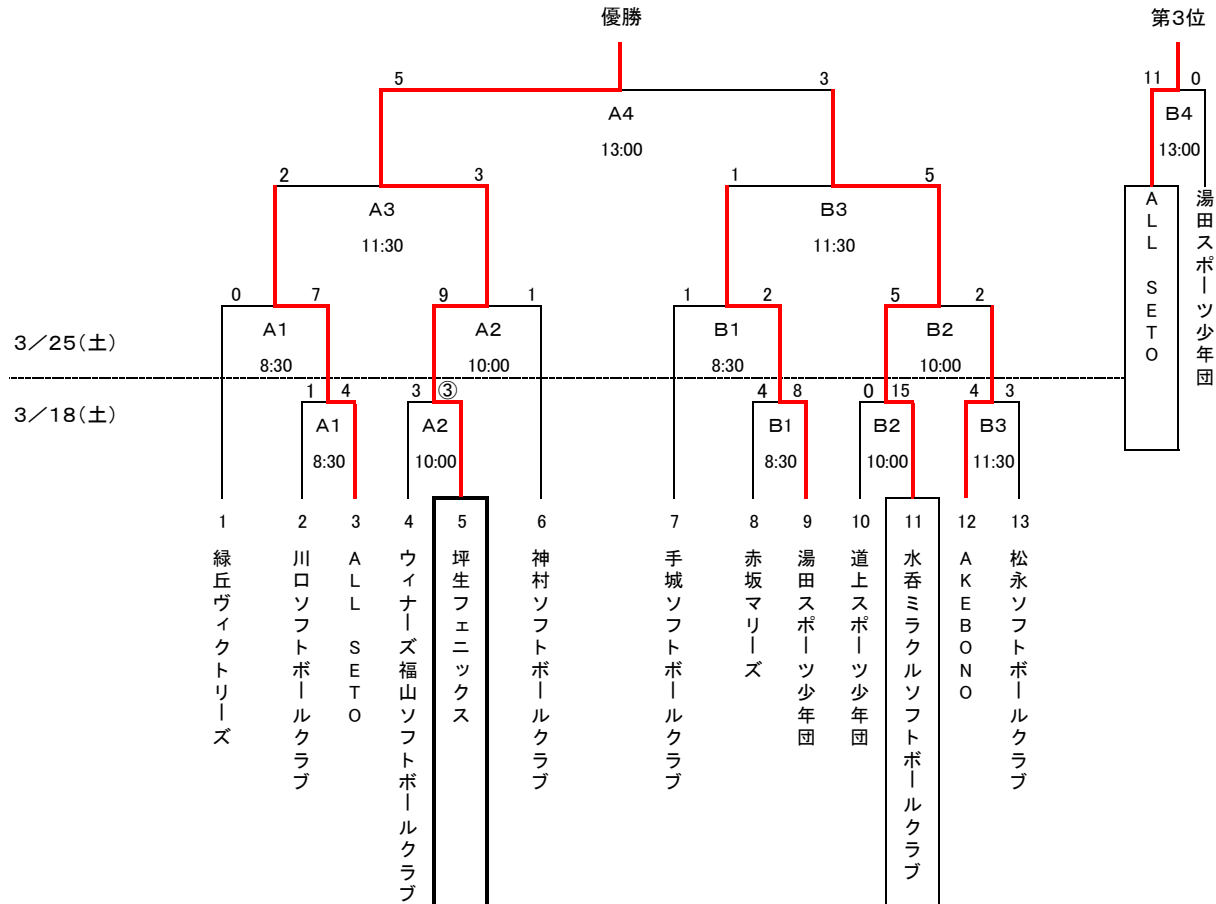 優勝
第3位
5
3
11
0
A4
B4
13:00
13:00
2
3
1
5
A3
B3
11:30
11:30
ALL SETO
湯田スポーツ少年団
0
7
9
1
1
2
5
2
A1
A2
B1
B2
3/25(土)
8:30
10:00
8:30
10:00
1
4
3
③
4
8
0
15
4
3
3/18(土)
A1
A2
B1
B2
B3
8:30
10:00
8:30
10:00
11:30
1
2
3
4
5
6
7
8
9
10
11
12
13
緑丘ヴィクトリーズ
川口ソフトボールクラブ
ALL SETO
ウィナーズ福山ソフトボールクラブ
坪生フェニックス
神村ソフトボールクラブ
手城ソフトボールクラブ
赤坂マリーズ
湯田スポーツ少年団
道上スポーツ少年団
水呑ミラクルソフトボールクラブ
AKEBONO
松永ソフトボールクラブ